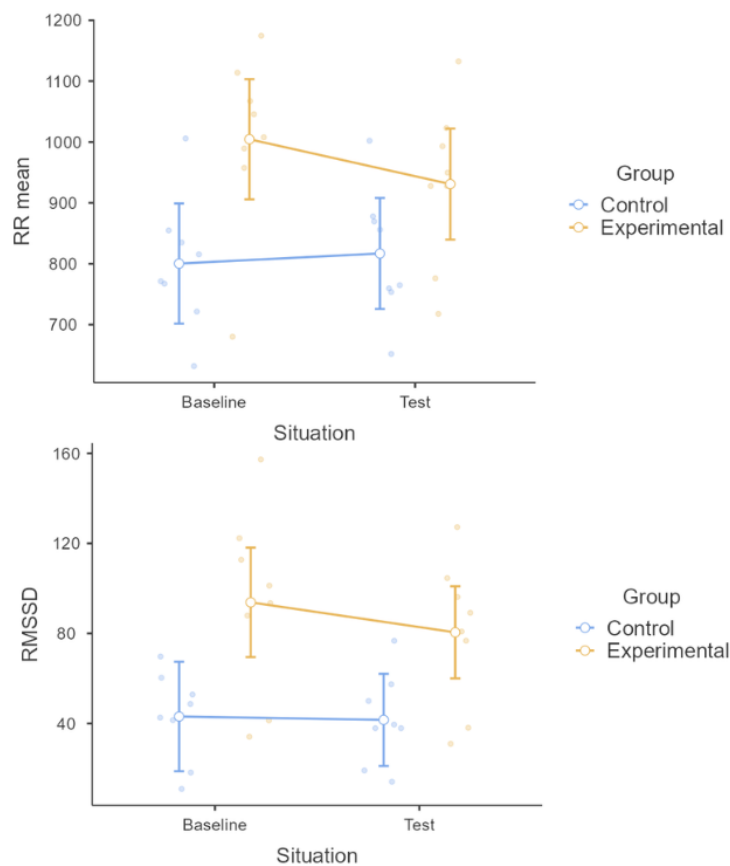 1200
1100
1000
900
800
700
RR mean
Baseline
Test
Situation
Group
Control
Experimental
160
120
80
40
RMSSD
Baseline
Test
Situation
Group
Control
Experimental